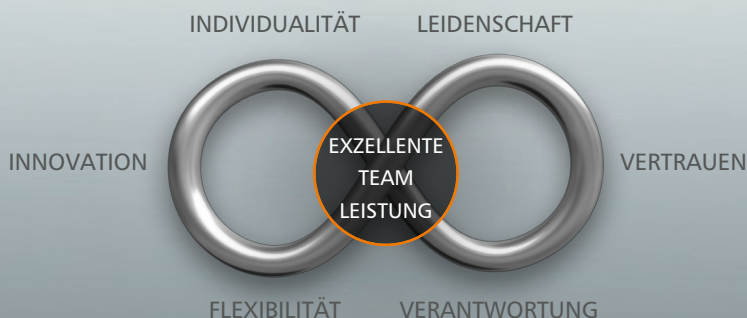 INDIVIDUALITÄT LEIDENSCHAFT
INNOVATION
EXZELLENTE
TEAM
LEISTUNG
VERTRAUEN
FLEXIBILITÄT VERANTWORTUNG